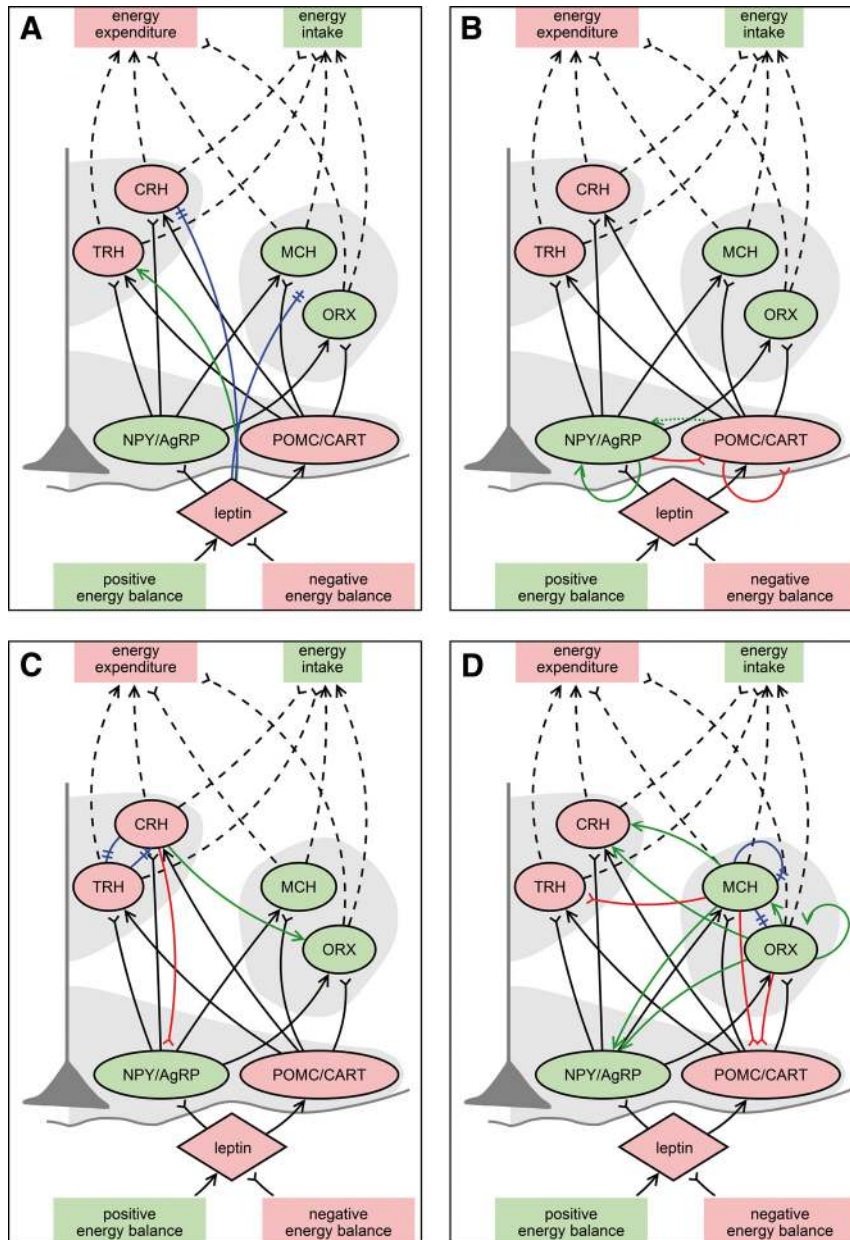 A
energy
expenditure
energy
intake
CRH
TRH
MCH
ORX
NPY/AgRP
POMC/CART
leptin
positive
energy balance
negative
energy balance
B
energy
expenditure
energy
intake
CRH
TRH
MCH
ORX
NPY/AgRP
POMC/CART
leptin
positive
energy balance
negative
energy balance
C
energy
expenditure
energy
intake
CRH
TRH
MCH
ORX
NPY/AgRP
POMC/CART
leptin
positive
energy balance
negative
energy balance
D
energy
expenditure
energy
intake
CRH
TRH
MCH
ORX
NPY/AgRP
POMC/CART
leptin
positive
energy balance
negative
energy balance